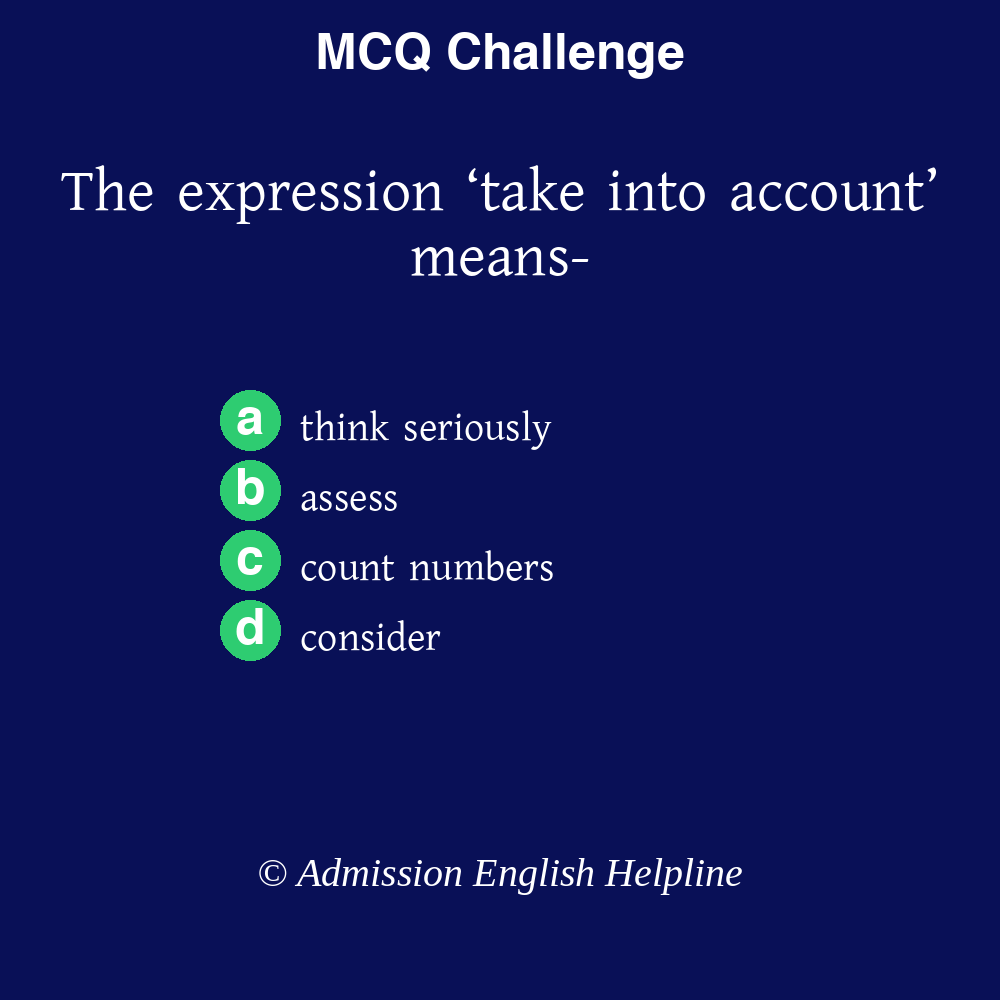 MCQ Challenge
The expression ‘take into account’
means-
a think seriously
b assess
c count numbers
d consider
© Admission English Helpline